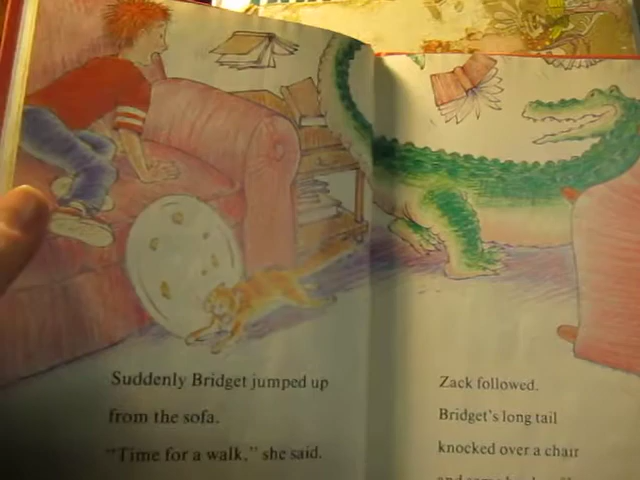 Suddenly Bridget jumped up
from the sofa.
"Time for a walk," she said.
Zack followed.
Bridget's long tail
knocked over a chair